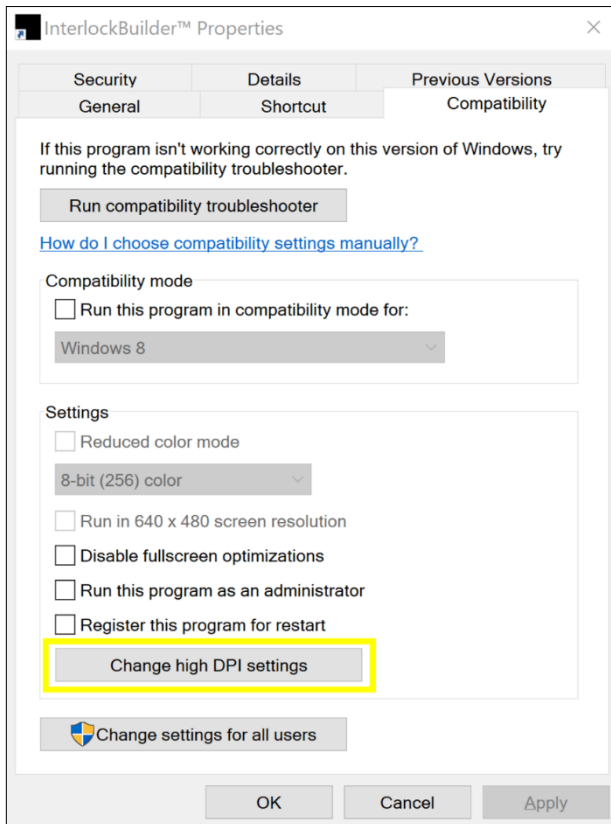 InterlockBuilder™ Properties
Security Details Previous Versions
General Shortcut Compatibility
If this program isn't working correctly on this version of Windows, try
running the compatibility troubleshooter.
Run compatibility troubleshooter
How do I choose compatibility settings manually?
Compatibility mode
Run this program in compatibility mode for:
Windows 8
Settings
Reduced color mode
8-bit (256) color
Run in 640 x 480 screen resolution
Disable fullscreen optimizations
Run this program as an administrator
Register this program for restart
Change high DPI settings
Change settings for all users
OK Cancel Apply